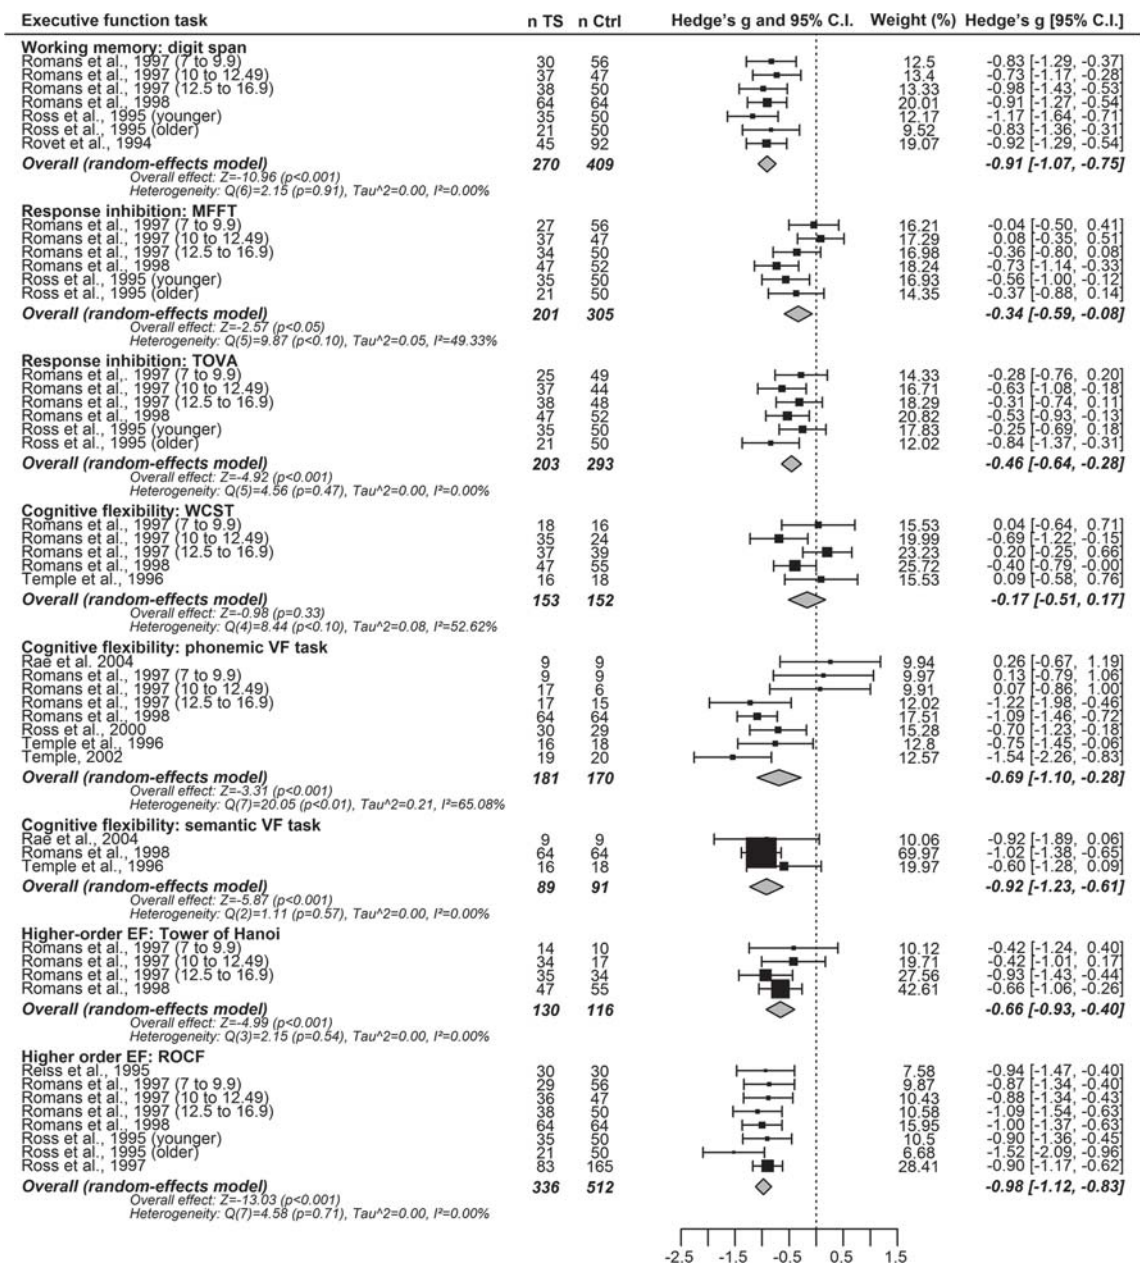 Executive function task n TS n Ctrl Hedge's g and 95% C.I. Weight (%) Hedge's g [95% C.I.]
Working memory: digit span
Romans et al., 1997 (7 to 9.9) 30 56 12.5 -0.83 [-1.29, -0.37]
Romans et al., 1997 (10 to 12.49) 37 47 13.4 -0.73 [-1.17, -0.28]
Romans et al., 1997 (12.5 to 16.9) 38 50 13.33 -0.98 [-1.43, -0.53]
Romans et al., 1998 64 64 20.01 -0.91 [-1.27, -0.54]
Ross et al., 1995 (younger) 35 50 12.17 -1.17 [-1.64, -0.71]
Ross et al., 1995 (older) 21 50 9.52 -0.83 [-1.36, -0.31]
Rovet et al., 1994 45 92 19.07 -0.92 [-1.29, -0.54]
Overall (random-effects model) 270 409 -0.91 [-1.07, -0.75]
Overall effect: Z=-10.96 (p<0.001)
Heterogeneity: Q(6)=2.15 (p=0.91), Tau^2=0.00, I²=0.00%
Response inhibition: MFFT
Romans et al., 1997 (7 to 9.9) 27 56 16.21 -0.04 [-0.50, 0.41]
Romans et al., 1997 (10 to 12.49) 37 47 17.29 0.08 [-0.35, 0.51]
Romans et al., 1997 (12.5 to 16.9) 34 50 16.98 -0.36 [-0.80, 0.08]
Romans et al., 1998 47 52 18.24 -0.73 [-1.14, -0.33]
Ross et al., 1995 (younger) 35 50 16.93 -0.56 [-1.00, -0.12]
Ross et al., 1995 (older) 21 50 14.35 -0.37 [-0.88, 0.14]
Overall (random-effects model) 201 305 -0.34 [-0.59, -0.08]
Overall effect: Z=-2.57 (p<0.05)
Heterogeneity: Q(5)=9.87 (p<0.10), Tau^2=0.05, I²=49.33%
Response inhibition: TOVA
Romans et al., 1997 (7 to 9.9) 25 49 14.33 -0.28 [-0.76, 0.20]
Romans et al., 1997 (10 to 12.49) 37 44 16.71 -0.63 [-1.08, -0.18]
Romans et al., 1997 (12.5 to 16.9) 38 48 18.29 -0.31 [-0.74, 0.11]
Romans et al., 1998 47 52 20.82 -0.53 [-0.93, -0.13]
Ross et al., 1995 (younger) 35 50 17.83 -0.25 [-0.69, 0.18]
Ross et al., 1995 (older) 21 50 12.02 -0.84 [-1.37, -0.31]
Overall (random-effects model) 203 293 -0.46 [-0.64, -0.28]
Overall effect: Z=-4.92 (p<0.001)
Heterogeneity: Q(5)=4.56 (p=0.47), Tau^2=0.00, I²=0.00%
Cognitive flexibility: WCST
Romans et al., 1997 (7 to 9.9) 18 16 15.53 0.04 [-0.64, 0.71]
Romans et al., 1997 (10 to 12.49) 35 24 19.99 -0.69 [-1.22, -0.15]
Romans et al., 1997 (12.5 to 16.9) 37 39 23.23 0.20 [-0.25, 0.66]
Romans et al., 1998 47 55 25.72 -0.40 [-0.79, -0.00]
Temple et al., 1996 16 18 15.53 0.09 [-0.58, 0.76]
Overall (random-effects model) 153 152 -0.17 [-0.51, 0.17]
Overall effect: Z=-0.98 (p=0.33)
Heterogeneity: Q(4)=8.44 (p<0.10), Tau^2=0.08, I²=52.62%
Cognitive flexibility: phonemic VF task
Rae et al. 2004 9 9 9.94 0.26 [-0.67, 1.19]
Romans et al., 1997 (7 to 9.9) 9 9 9.97 0.13 [-0.79, 1.06]
Romans et al., 1997 (10 to 12.49) 17 6 9.91 0.07 [-0.86, 1.00]
Romans et al., 1997 (12.5 to 16.9) 17 15 12.02 -1.22 [-1.98, -0.46]
Romans et al., 1998 64 64 17.51 -1.09 [-1.46, -0.72]
Ross et al., 2000 30 29 15.28 -0.70 [-1.23, -0.18]
Temple et al., 1996 16 18 12.8 -0.75 [-1.45, -0.06]
Temple, 2002 19 20 12.57 -1.54 [-2.26, -0.83]
Overall (random-effects model) 181 170 -0.69 [-1.10, -0.28]
Overall effect: Z=-3.31 (p<0.001)
Heterogeneity: Q(7)=20.05 (p<0.01), Tau^2=0.21, I²=65.08%
Cognitive flexibility: semantic VF task
Rae et al., 2004 9 9 10.06 -0.92 [-1.89, 0.06]
Romans et al., 1998 64 64 69.97 -1.02 [-1.38, -0.65]
Temple et al., 1996 16 18 19.97 -0.60 [-1.28, 0.09]
Overall (random-effects model) 89 91 -0.92 [-1.23, -0.61]
Overall effect: Z=-5.87 (p<0.001)
Heterogeneity: Q(2)=1.11 (p=0.57), Tau^2=0.00, I²=0.00%
Higher-order EF: Tower of Hanoi
Romans et al., 1997 (7 to 9.9) 14 10 10.12 -0.42 [-1.24, 0.40]
Romans et al., 1997 (10 to 12.49) 34 17 19.71 -0.42 [-1.01, 0.17]
Romans et al., 1997 (12.5 to 16.9) 35 34 27.56 -0.93 [-1.43, -0.44]
Romans et al., 1998 47 55 42.61 -0.66 [-1.06, -0.26]
Overall (random-effects model) 130 116 -0.66 [-0.93, -0.40]
Overall effect: Z=-4.99 (p<0.001)
Heterogeneity: Q(3)=2.15 (p=0.54), Tau^2=0.00, I²=0.00%
Higher order EF: ROCF
Reiss et al., 1995 30 30 7.58 -0.94 [-1.47, -0.40]
Romans et al., 1997 (7 to 9.9) 29 56 9.87 -0.87 [-1.34, -0.40]
Romans et al., 1997 (10 to 12.49) 36 47 10.43 -0.88 [-1.34, -0.43]
Romans et al., 1997 (12.5 to 16.9) 38 50 10.58 -1.09 [-1.54, -0.63]
Romans et al., 1998 64 64 15.95 -1.00 [-1.37, -0.63]
Ross et al., 1995 (younger) 35 50 10.5 -0.90 [-1.36, -0.45]
Ross et al., 1995 (older) 21 50 6.68 -1.52 [-2.09, -0.96]
Ross et al., 1997 83 165 28.41 -0.90 [-1.17, -0.62]
Overall (random-effects model) 336 512 -0.98 [-1.12, -0.83]
Overall effect: Z=-13.03 (p<0.001)
Heterogeneity: Q(7)=4.58 (p=0.71), Tau^2=0.00, I²=0.00%
-2.5 -1.5 -0.5 0.5 1.5